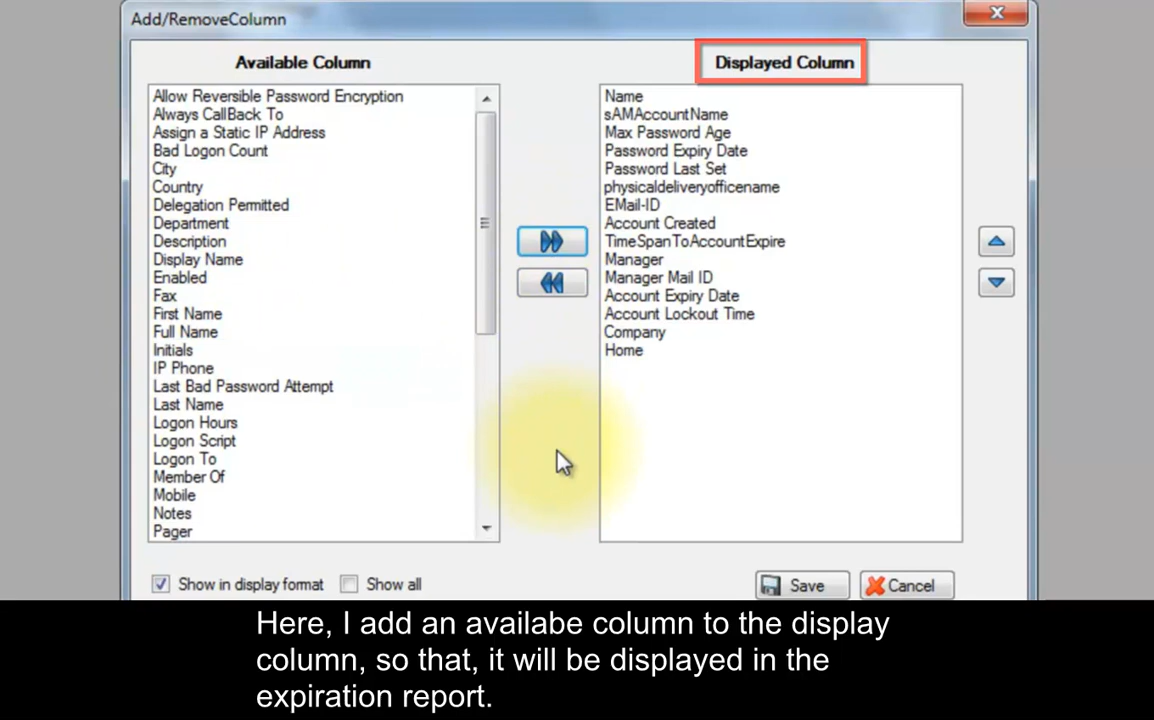 Add/RemoveColumn
Available Column
Allow Reversible Password Encryption
Always CallBack To
Assign a Static IP Address
Bad Logon Count
City
Country
Delegation Permitted
Department
Description
Display Name
Enabled
Fax
First Name
Full Name
Initials
IP Phone
Last Bad Password Attempt
Last Name
Logon Hours
Logon Script
Logon To
Member Of
Mobile
Notes
Pager
Displayed Column
Name
sAMAccountName
Max Password Age
Password Expiry Date
Password Last Set
physicaldeliveryofficename
EMail-ID
Account Created
TimeSpanToAccountExpire
Manager
Manager Mail ID
Account Expiry Date
Account Lockout Time
Company
Home
Show in display format
Show all
Save
Cancel
Here, I add an availabe column to the display
column, so that, it will be displayed in the
expiration report.